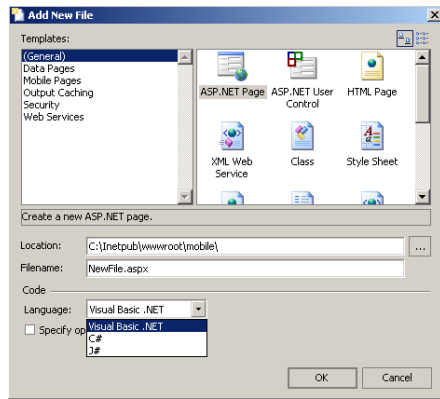 Add New File
Templates:
(General)
Data Pages
Mobile Pages
Output Caching
Security
Web Services
ASP.NET Page
ASP.NET User Control
HTML Page
XML Web Service
Class
Style Sheet
Create a new ASP.NET page.
Location: C:\Inetpub\wwwroot\mobile\ ...
Filename: NewFile.aspx
Code
Language: Visual Basic .NET
Specify op
Visual Basic .NET
C#
J#
OK Cancel